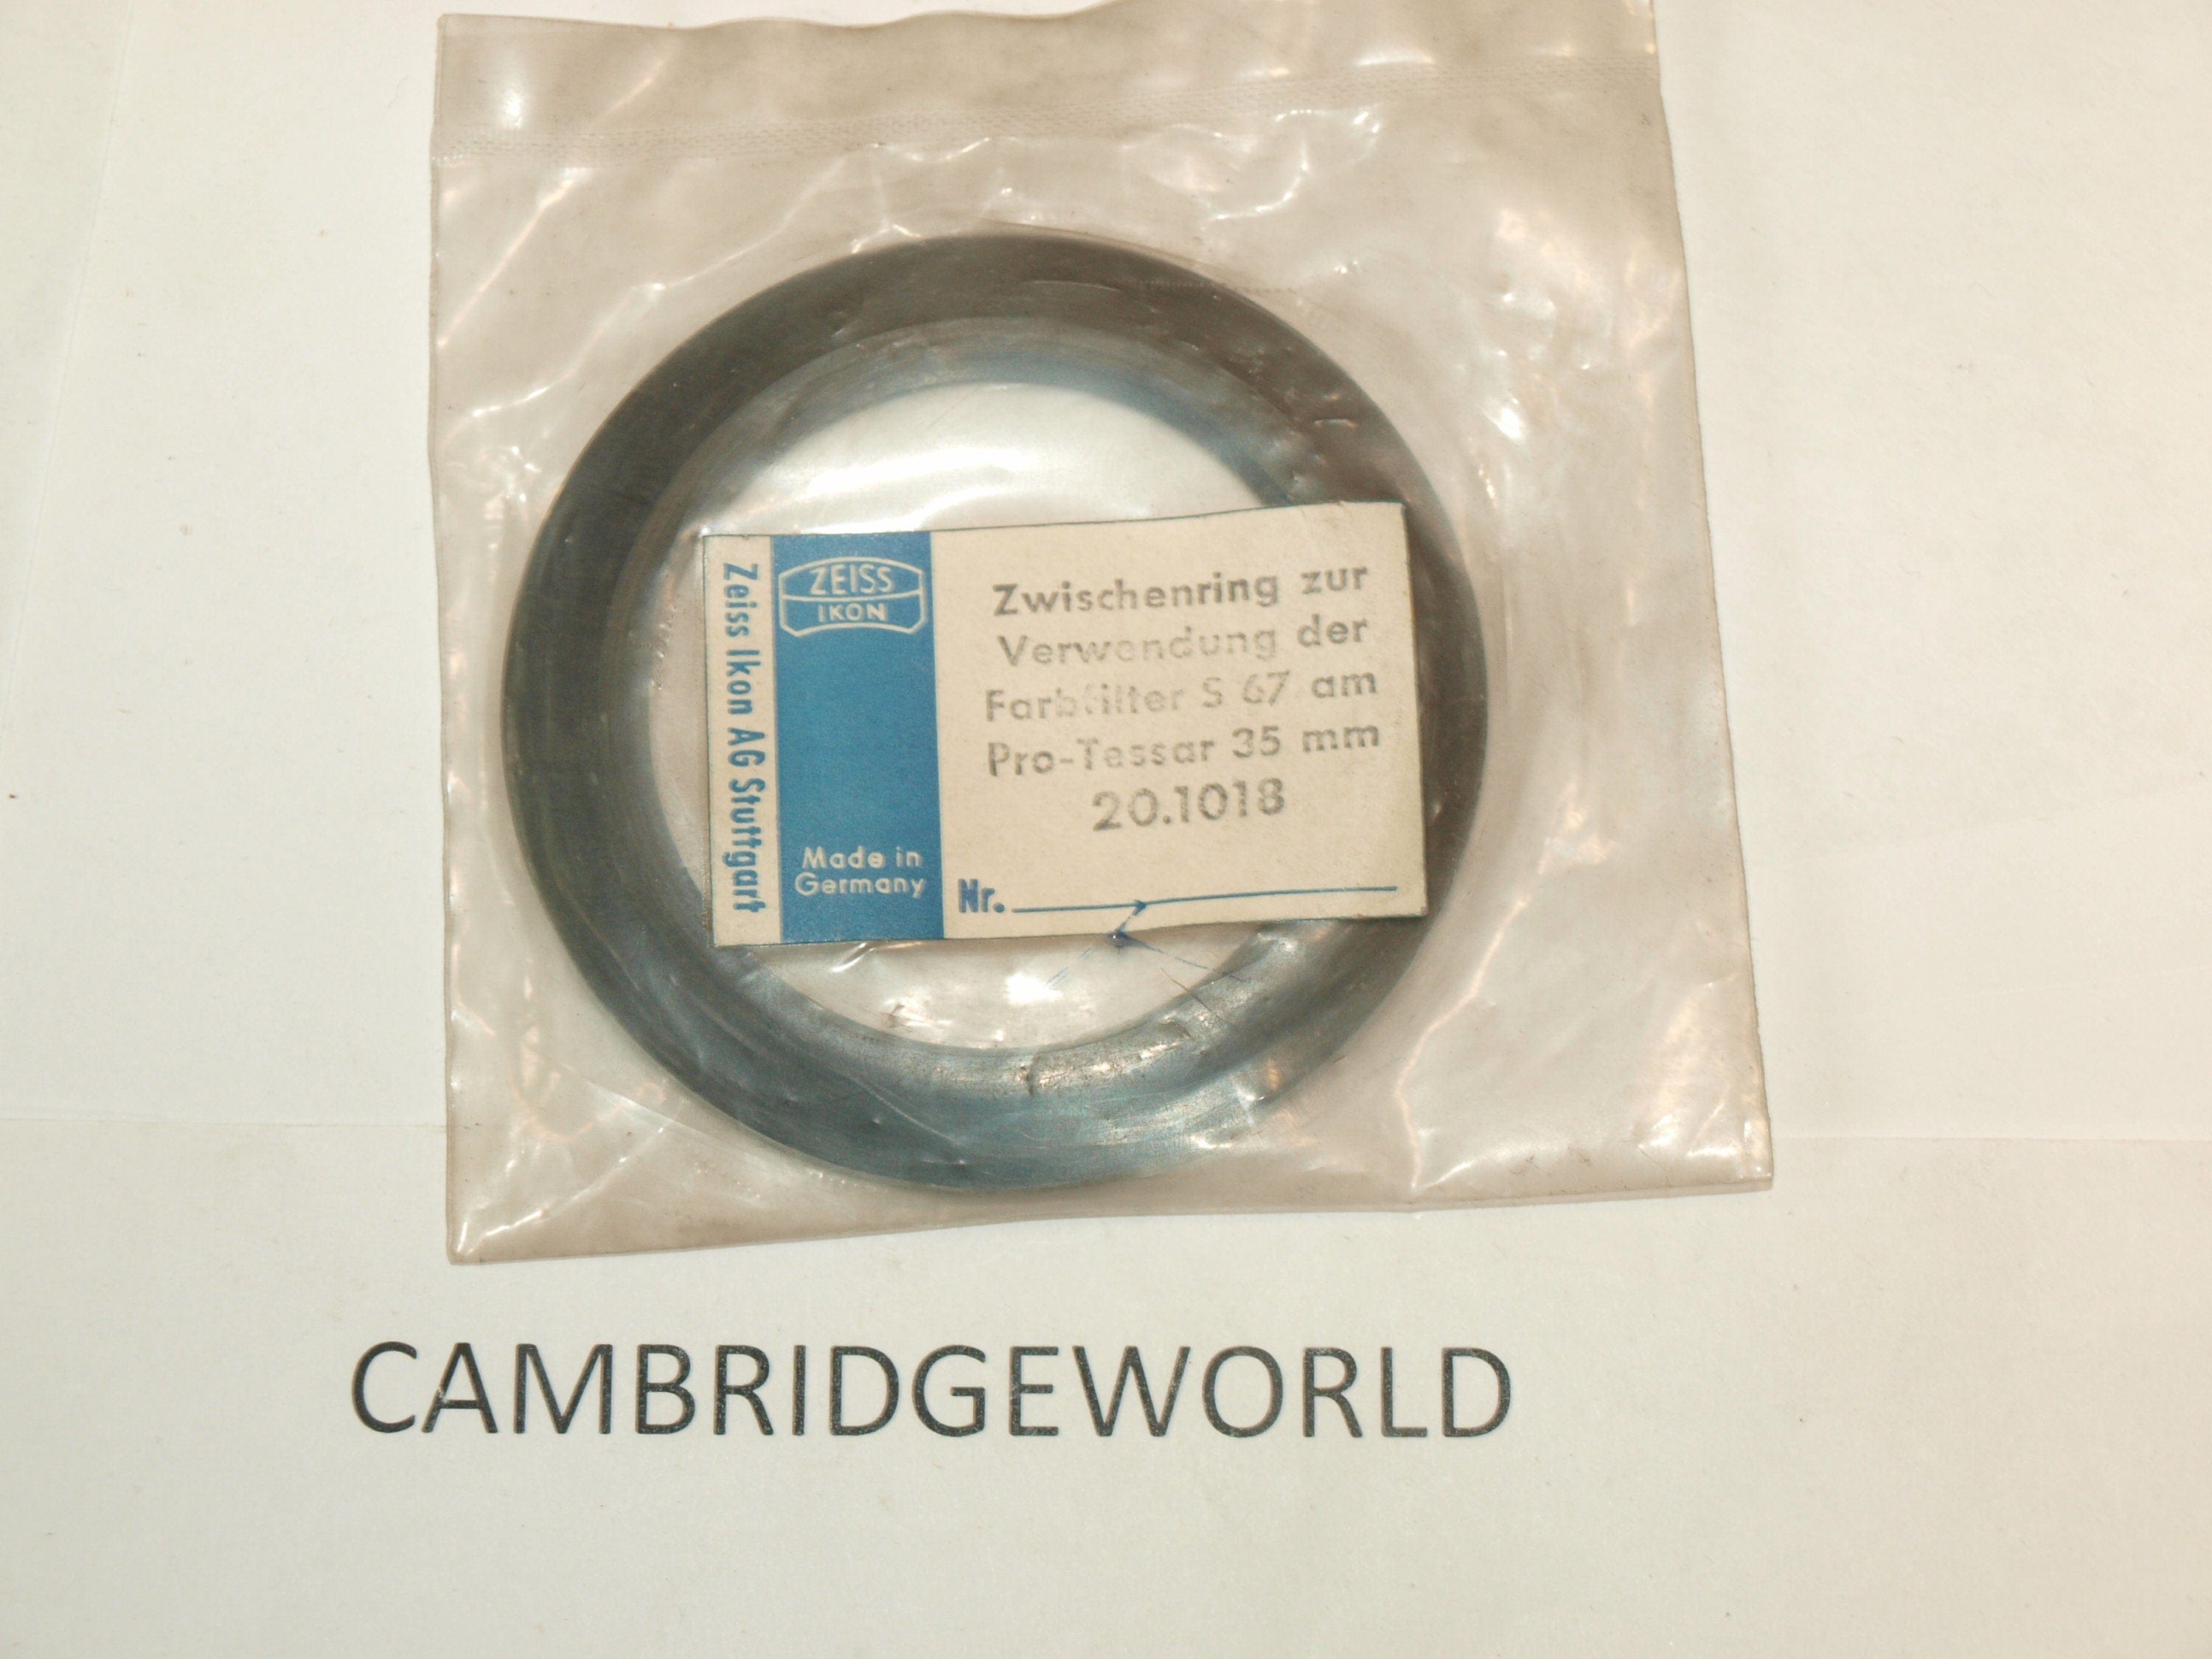 Zeiss Ikon AG Stuttgart
ZEISS
IKON
Made in
Germany
Zwischenring zur
Verwendung der
Farbfilter S 67 am
Pro-Tessar 35 mm
20.1018
Nr.
CAMBRIDGEWORLD